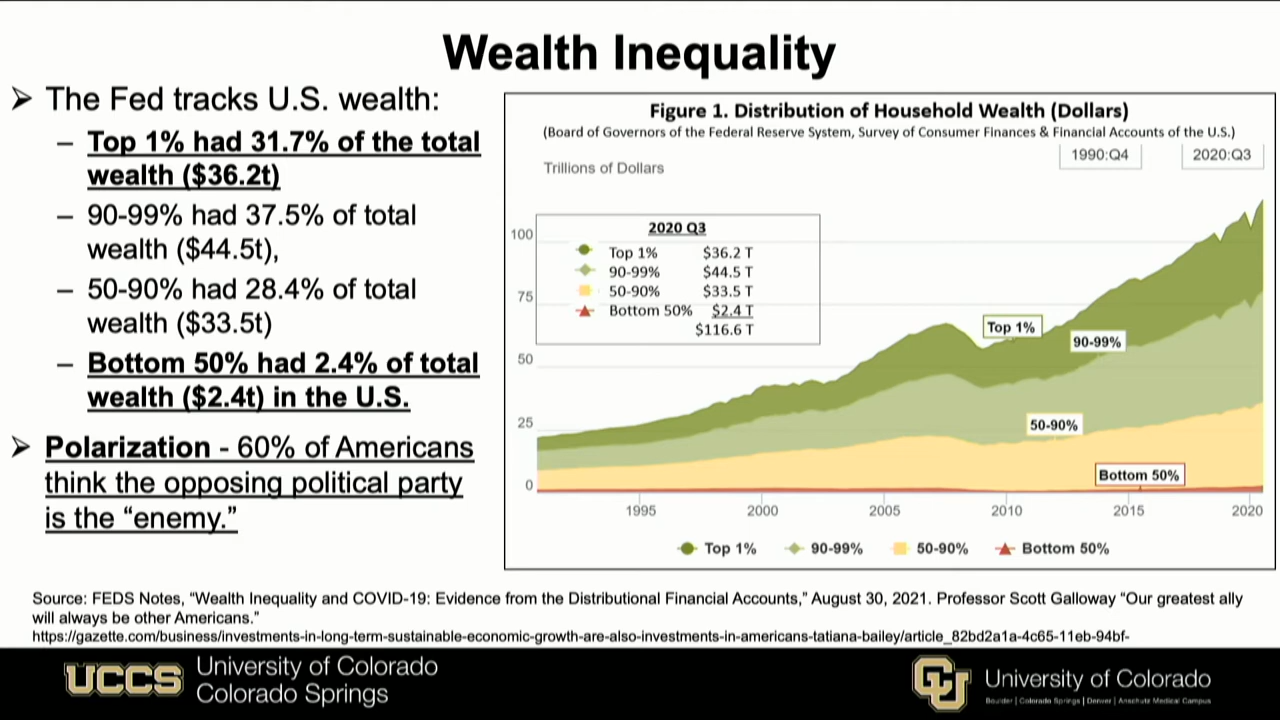 Wealth Inequality
➢ The Fed tracks U.S. wealth:
– Top 1% had 31.7% of the total
wealth ($36.2t)
– 90-99% had 37.5% of total
wealth ($44.5t),
– 50-90% had 28.4% of total
wealth ($33.5t)
– Bottom 50% had 2.4% of total
wealth ($2.4t) in the U.S.
➢ Polarization - 60% of Americans
think the opposing political party
is the “enemy.”
Figure 1. Distribution of Household Wealth (Dollars)
(Board of Governors of the Federal Reserve System, Survey of Consumer Finances & Financial Accounts of the U.S.)
Trillions of Dollars
1990:Q4 2020:Q3
2020 Q3
Top 1% $36.2 T
90-99% $44.5 T
50-90% $33.5 T
Bottom 50% $2.4 T
$116.6 T
100
75
50
25
0
Top 1%
90-99%
50-90%
Bottom 50%
1995 2000 2005 2010 2015 2020
Top 1% 90-99% 50-90% Bottom 50%
Source: FEDS Notes, “Wealth Inequality and COVID-19: Evidence from the Distributional Financial Accounts,” August 30, 2021. Professor Scott Galloway “Our greatest ally
will always be other Americans.”
https://gazette.com/business/investments-in-long-term-sustainable-economic-growth-are-also-investments-in-americans-tatiana-bailey/article_82bd2a1a-4c65-11eb-94bf-
UCCS University of Colorado
Colorado Springs
CU University of Colorado
Boulder | Colorado Springs | Denver | Anschutz Medical Campus